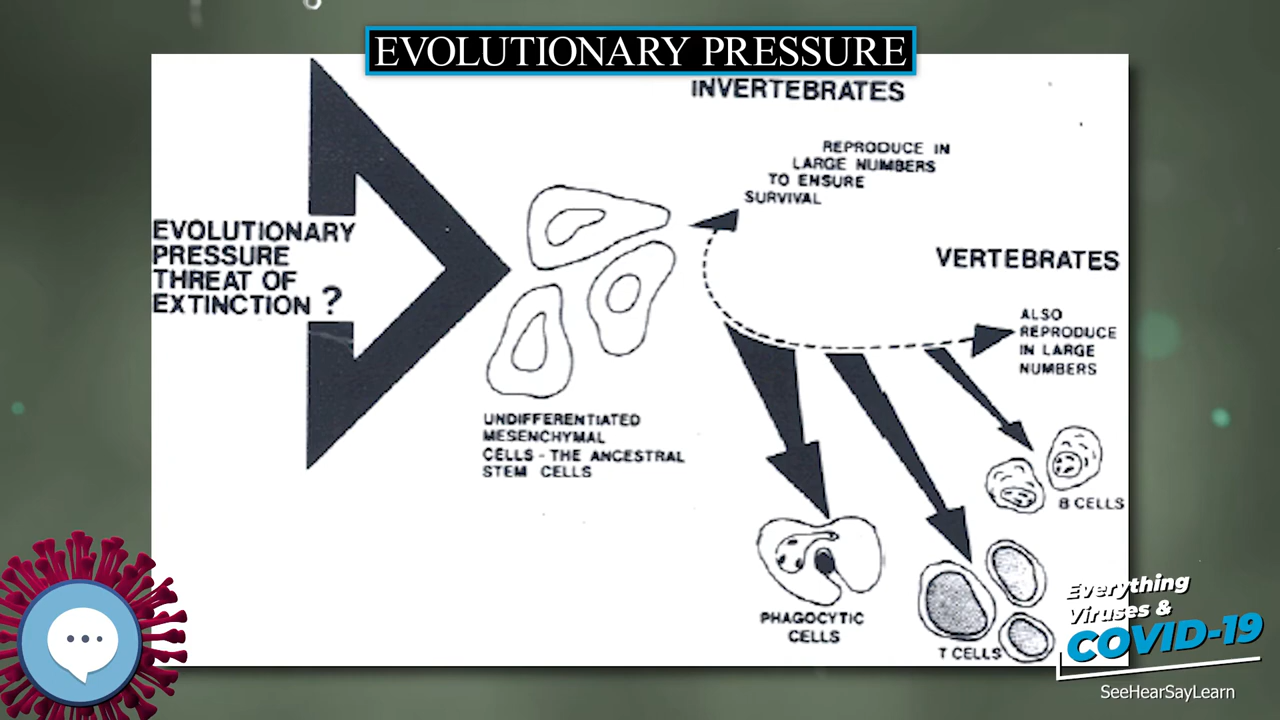 EVOLUTIONARY PRESSURE
INVERTEBRATES
REPRODUCE IN
LARGE NUMBERS
TO ENSURE
SURVIVAL
EVOLUTIONARY
PRESSURE
THREAT OF
EXTINCTION ?
VERTEBRATES
ALSO
REPRODUCE
IN LARGE
NUMBERS
UNDIFFERENTIATED
MESENCHYMAL
CELLS - THE ANCESTRAL
STEM CELLS
B CELLS
PHAGOCYTIC
CELLS
T CELLS
Everything
Viruses &
COVID-19
SeeHearSayLearn